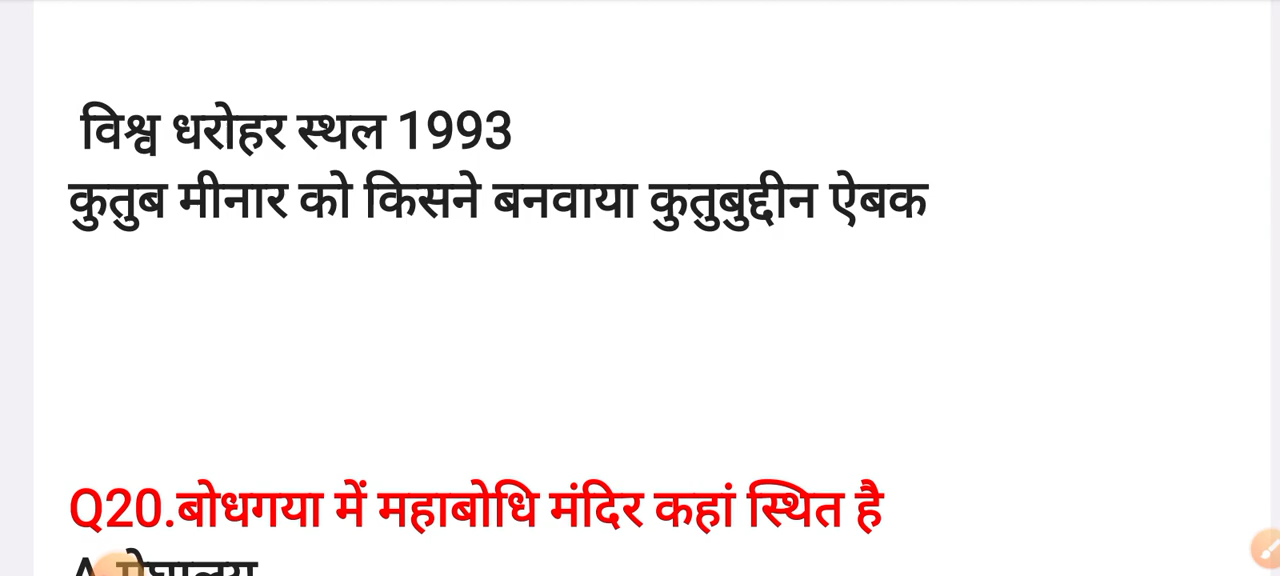 विश्व धरोहर स्थल 1993
कुतुब मीनार को किसने बनवाया कुतुबुद्दीन ऐबक
Q20.बोधगया में महाबोधि मंदिर कहां स्थित है